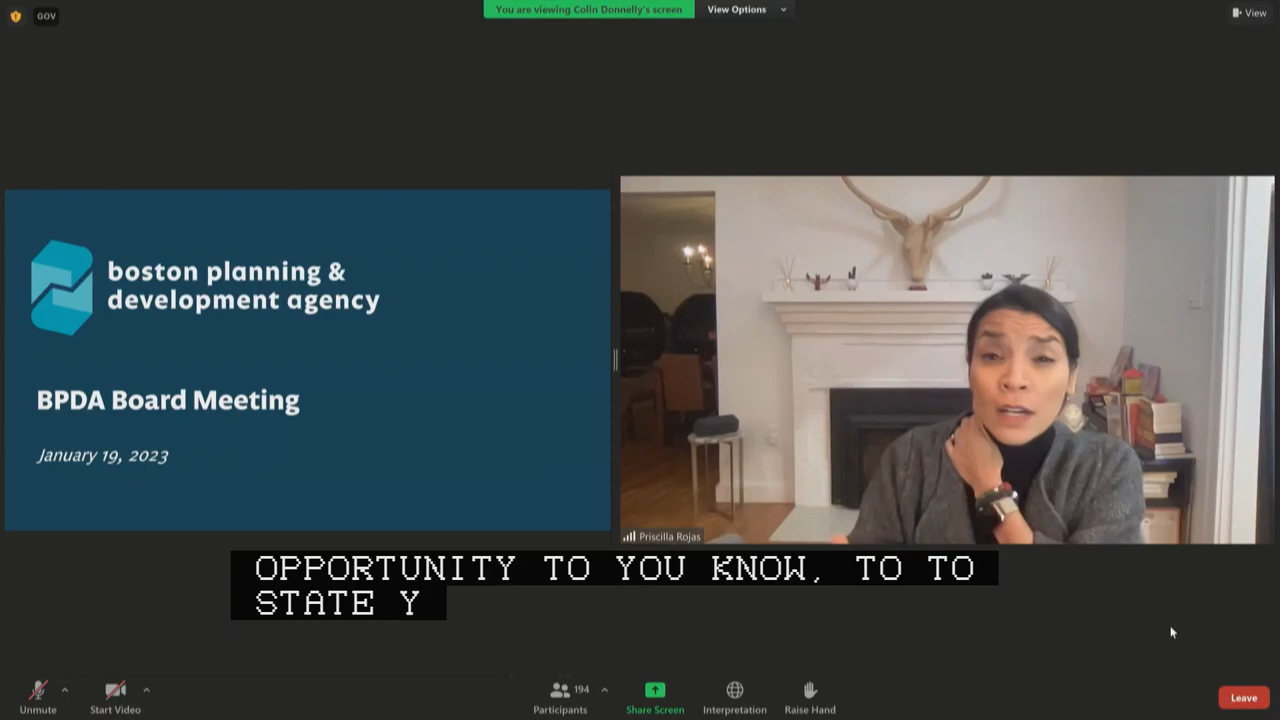 GOV
You are viewing Colin Donnelly's screen
View Options
View
boston planning &
development agency
BPDA Board Meeting
January 19, 2023
Priscilla Rojas
OPPORTUNITY TO YOU KNOW, TO TO
STATE Y
Unmute
Start Video
194
Participants
Share Screen
Interpretation
Raise Hand
Leave